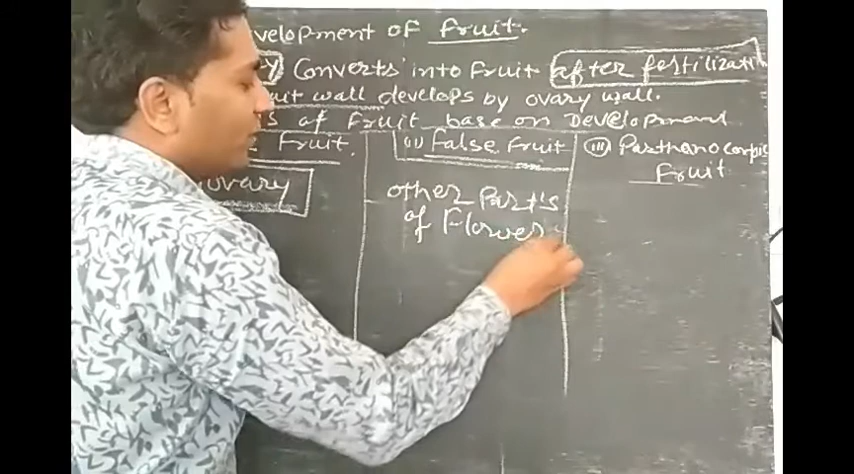 velopment of Fruit.
Converts into Fruit after fertilizati
uit wall develops by ovary wall.
s of Fruit base on Development
Fruit. (ii) False Fruit (iii) Parthenocarpic
Fruit
ovary
other Part's
of Flower